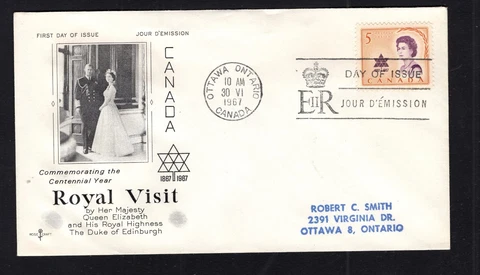 FIRST DAY OF ISSUE JOUR D'ÉMISSION
CANADA
1867 1967
Commemorating the
Centennial Year
Royal Visit
by Her Majesty
Queen Elizabeth
and His Royal Highness
The Duke of Edinburgh
ROSE CRAFT
OTTAWA ONTARIO
10 AM
30 VI
1967
CANADA
5
CANADA
DAY OF ISSUE
EIIR JOUR D'ÉMISSION
ROBERT C. SMITH
2391 VIRGINIA DR.
OTTAWA 8, ONTARIO